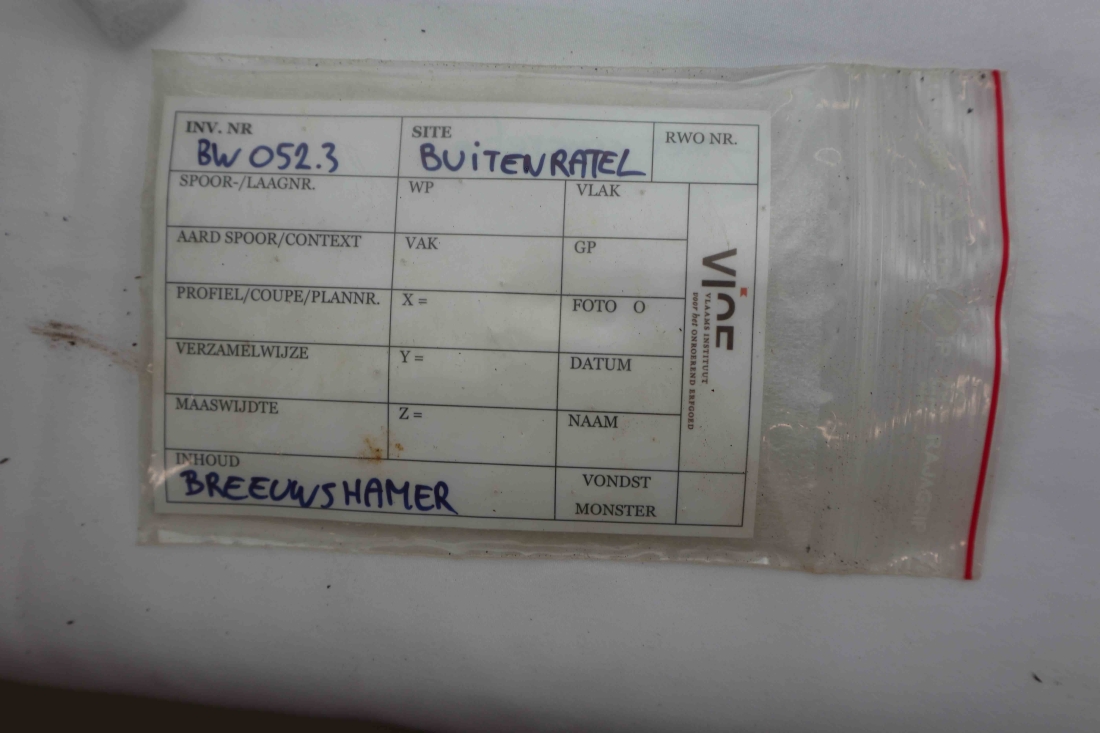 INV. NR SITE RWO NR.
BW 052.3 BUITENRATEL
SPOOR-/LAAGNR. WP VLAK
AARD SPOOR/CONTEXT VAK GP
PROFIEL/COUPE/PLANNR. X = FOTO O
VERZAMELWIJZE Y = DATUM
MAASWIJDTE Z = NAAM
INHOUD VONDST
BREEUWSHAMER MONSTER
VIOE
VLAAMS INSTITUUT
voor het ONROEREND ERFGOED